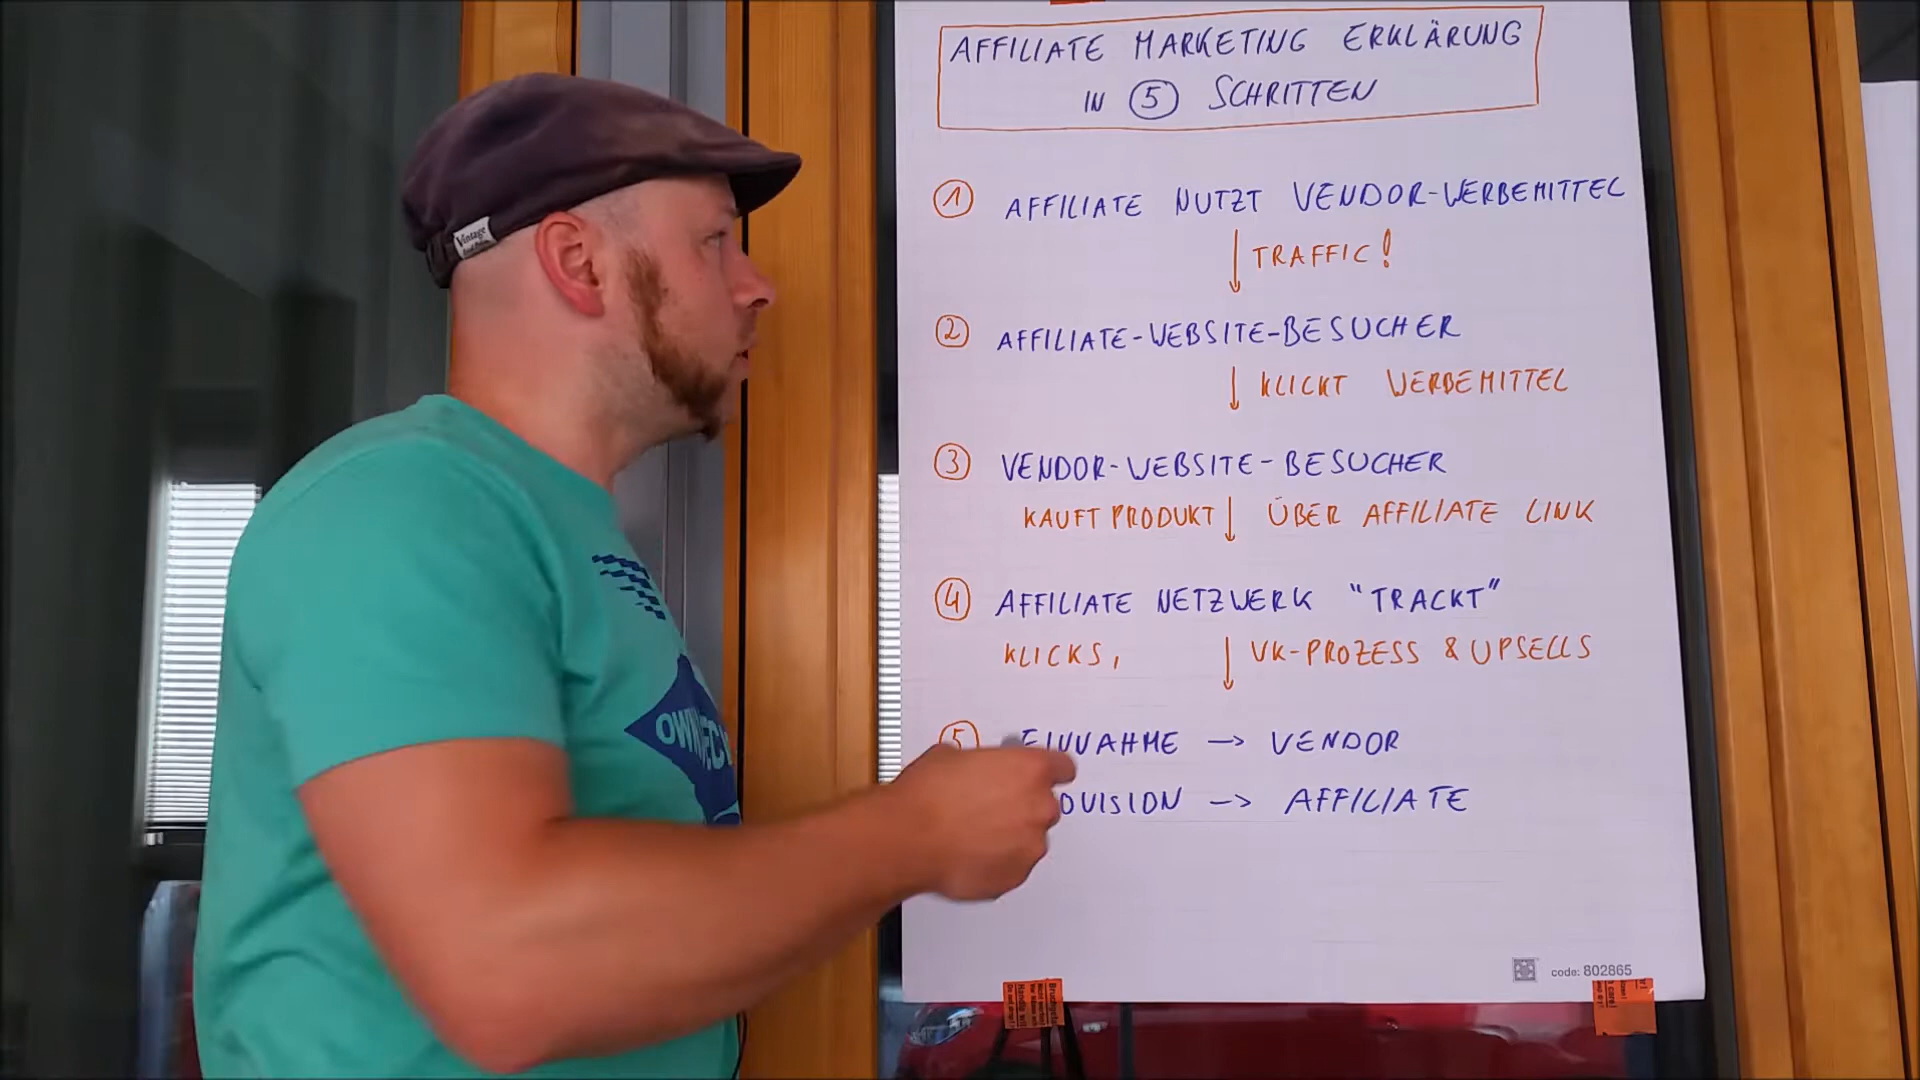 AFFILIATE MARKETING ERKLÄRUNG
IN 5 SCHRITTEN
1 AFFILIATE NUTZT VENDOR-WERBEMITTEL
↓ TRAFFIC!
2 AFFILIATE-WEBSITE-BESUCHER
↓ KLICKT WERBEMITTEL
3 VENDOR-WEBSITE-BESUCHER
KAUFT PRODUKT ↓ ÜBER AFFILIATE LINK
4 AFFILIATE NETZWERK "TRACKT"
KLICKS, ↓ VK-PROZESS & UPSELLS
5 EINNAHME → VENDOR
OVISION → AFFILIATE
code: 802865
Vintage